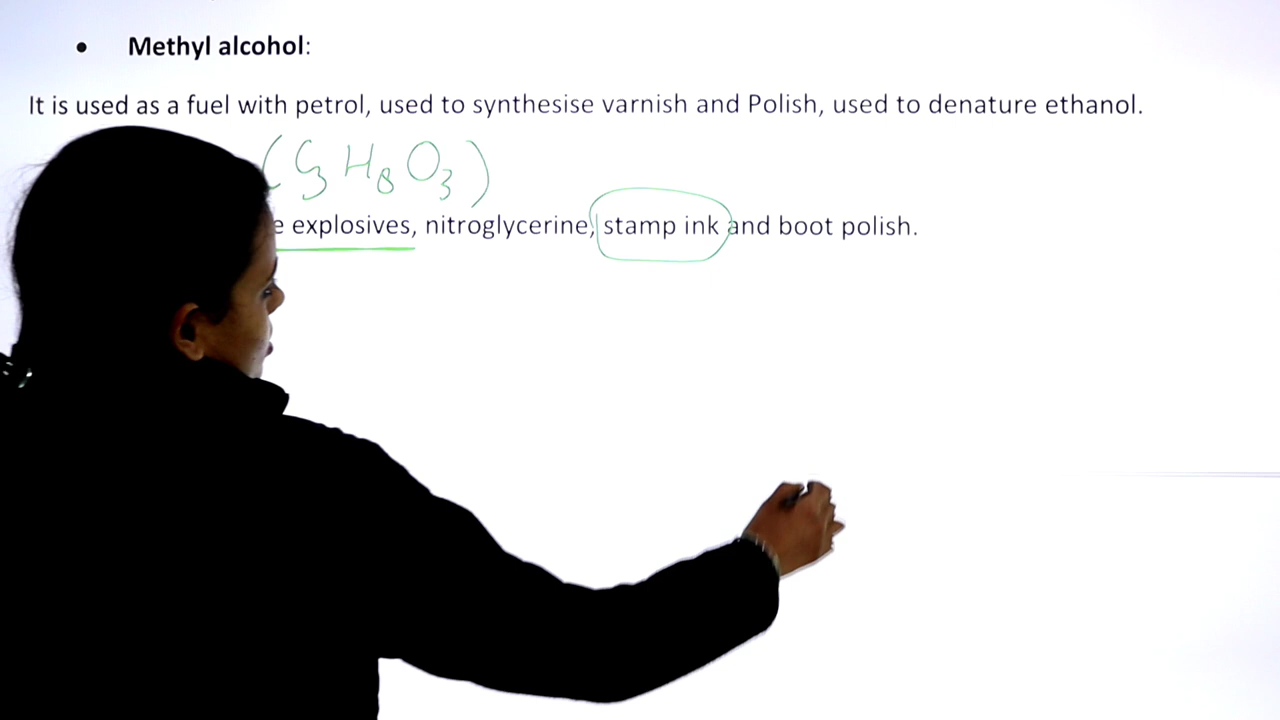 • Methyl alcohol:
It is used as a fuel with petrol, used to synthesise varnish and Polish, used to denature ethanol.
(C3H8O3)
explosives, nitroglycerine, stamp ink and boot polish.